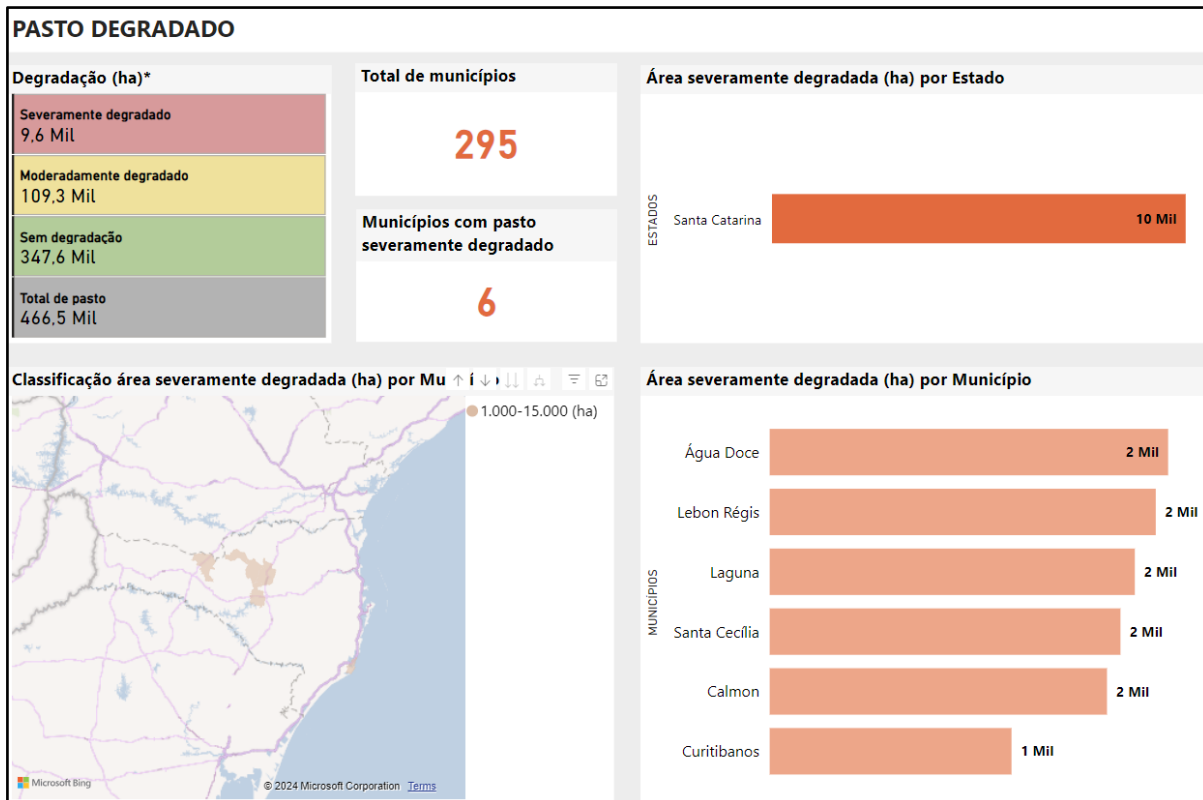 PASTO DEGRADADO
Degradação (ha)*
Severamente degradado
9,6 Mil
Moderadamente degradado
109,3 Mil
Sem degradação
347,6 Mil
Total de pasto
466,5 Mil
Total de municípios
295
Municípios com pasto
severamente degradado
6
Área severamente degradada (ha) por Estado
ESTADOS
Santa Catarina
10 Mil
Classificação área severamente degradada (ha) por Mu í o
1.000-15.000 (ha)
Microsoft Bing
© 2024 Microsoft Corporation Terms
Área severamente degradada (ha) por Município
MUNICÍPIOS
Água Doce
2 Mil
Lebon Régis
2 Mil
Laguna
2 Mil
Santa Cecília
2 Mil
Calmon
2 Mil
Curitibanos
1 Mil